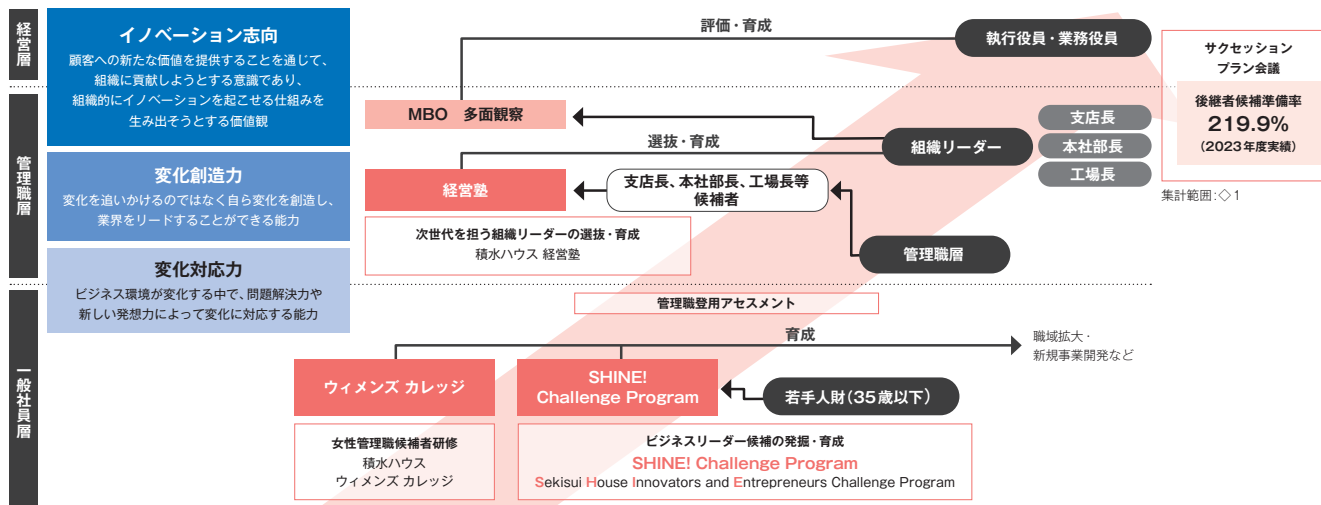 経営層
管理職層
一般社員層
イノベーション志向
顧客への新たな価値を提供することを通じて、
組織に貢献しようとする意識であり、
組織的にイノベーションを起こせる仕組みを
生み出そうとする価値観
変化創造力
変化を追いかけるのではなく自ら変化を創造し、
業界をリードすることができる能力
変化対応力
ビジネス環境が変化する中で、問題解決力や
新しい発想力によって変化に対応する能力
評価・育成
執行役員・業務役員
サクセッション
プラン会議
後継者候補準備率
219.9%
（2023年度実績）
集計範囲:◇1
MBO 多面観察
選抜・育成
組織リーダー
支店長
本社部長
工場長
経営塾
支店長、本社部長、工場長等
候補者
次世代を担う組織リーダーの選抜・育成
積水ハウス 経営塾
管理職層
管理職登用アセスメント
育成
職域拡大・
新規事業開発など
ウィメンズ カレッジ
SHINE!
Challenge Program
若手人財（35歳以下）
女性管理職候補者研修
積水ハウス
ウィメンズ カレッジ
ビジネスリーダー候補の発掘・育成
SHINE! Challenge Program
Sekisui House Innovators and Entrepreneurs Challenge Program